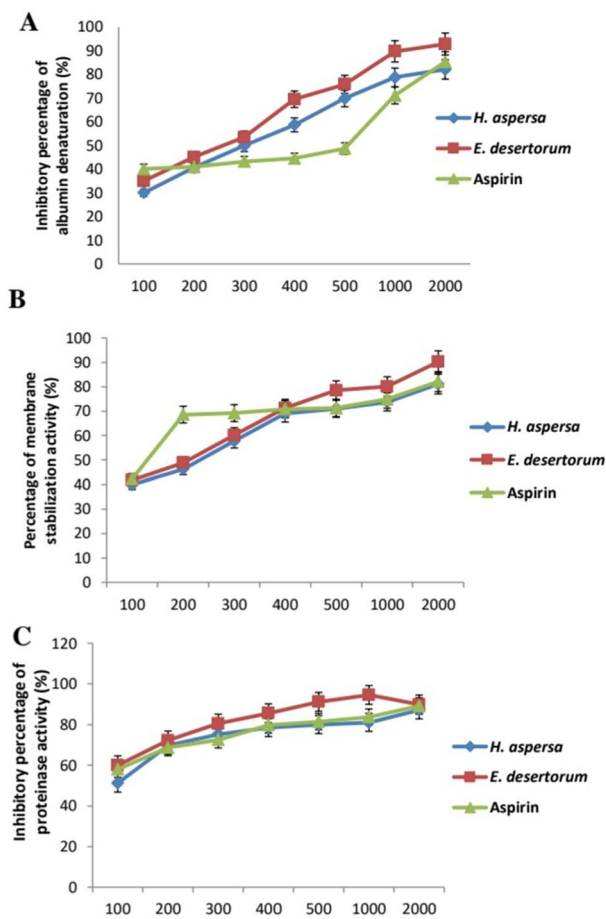 A
Inhibitory percentage of
albumin denaturation (%)
100
90
80
70
60
50
40
30
20
10
0
100 200 300 400 500 1000 2000
H. aspersa
E. desertorum
Aspirin
B
Percentage of membrane
stabilization activity (%)
100
90
80
70
60
50
40
30
20
10
0
100 200 300 400 500 1000 2000
H. aspersa
E. desertorum
Aspirin
C
Inhibitory percentage of
proteinase activity (%)
120
100
80
60
40
20
0
100 200 300 400 500 1000 2000
H. aspersa
E. desertorum
Aspirin